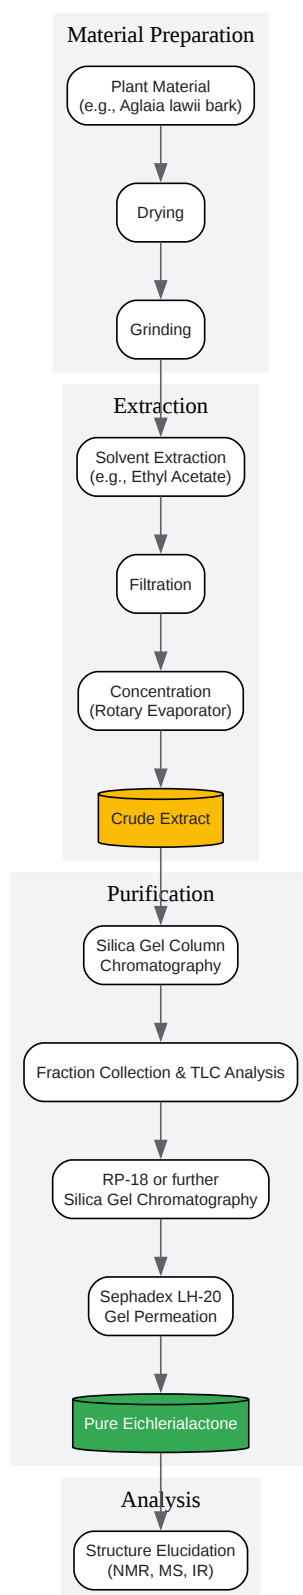 Material Preparation
Plant Material
(e.g., Aglaia lawii bark)
Drying
Grinding
Extraction
Solvent Extraction
(e.g., Ethyl Acetate)
Filtration
Concentration
(Rotary Evaporator)
Crude Extract
Purification
Silica Gel Column
Chromatography
Fraction Collection & TLC Analysis
RP-18 or further
Silica Gel Chromatography
Sephadex LH-20
Gel Permeation
Pure Eichlerialactone
Analysis
Structure Elucidation
(NMR, MS, IR)